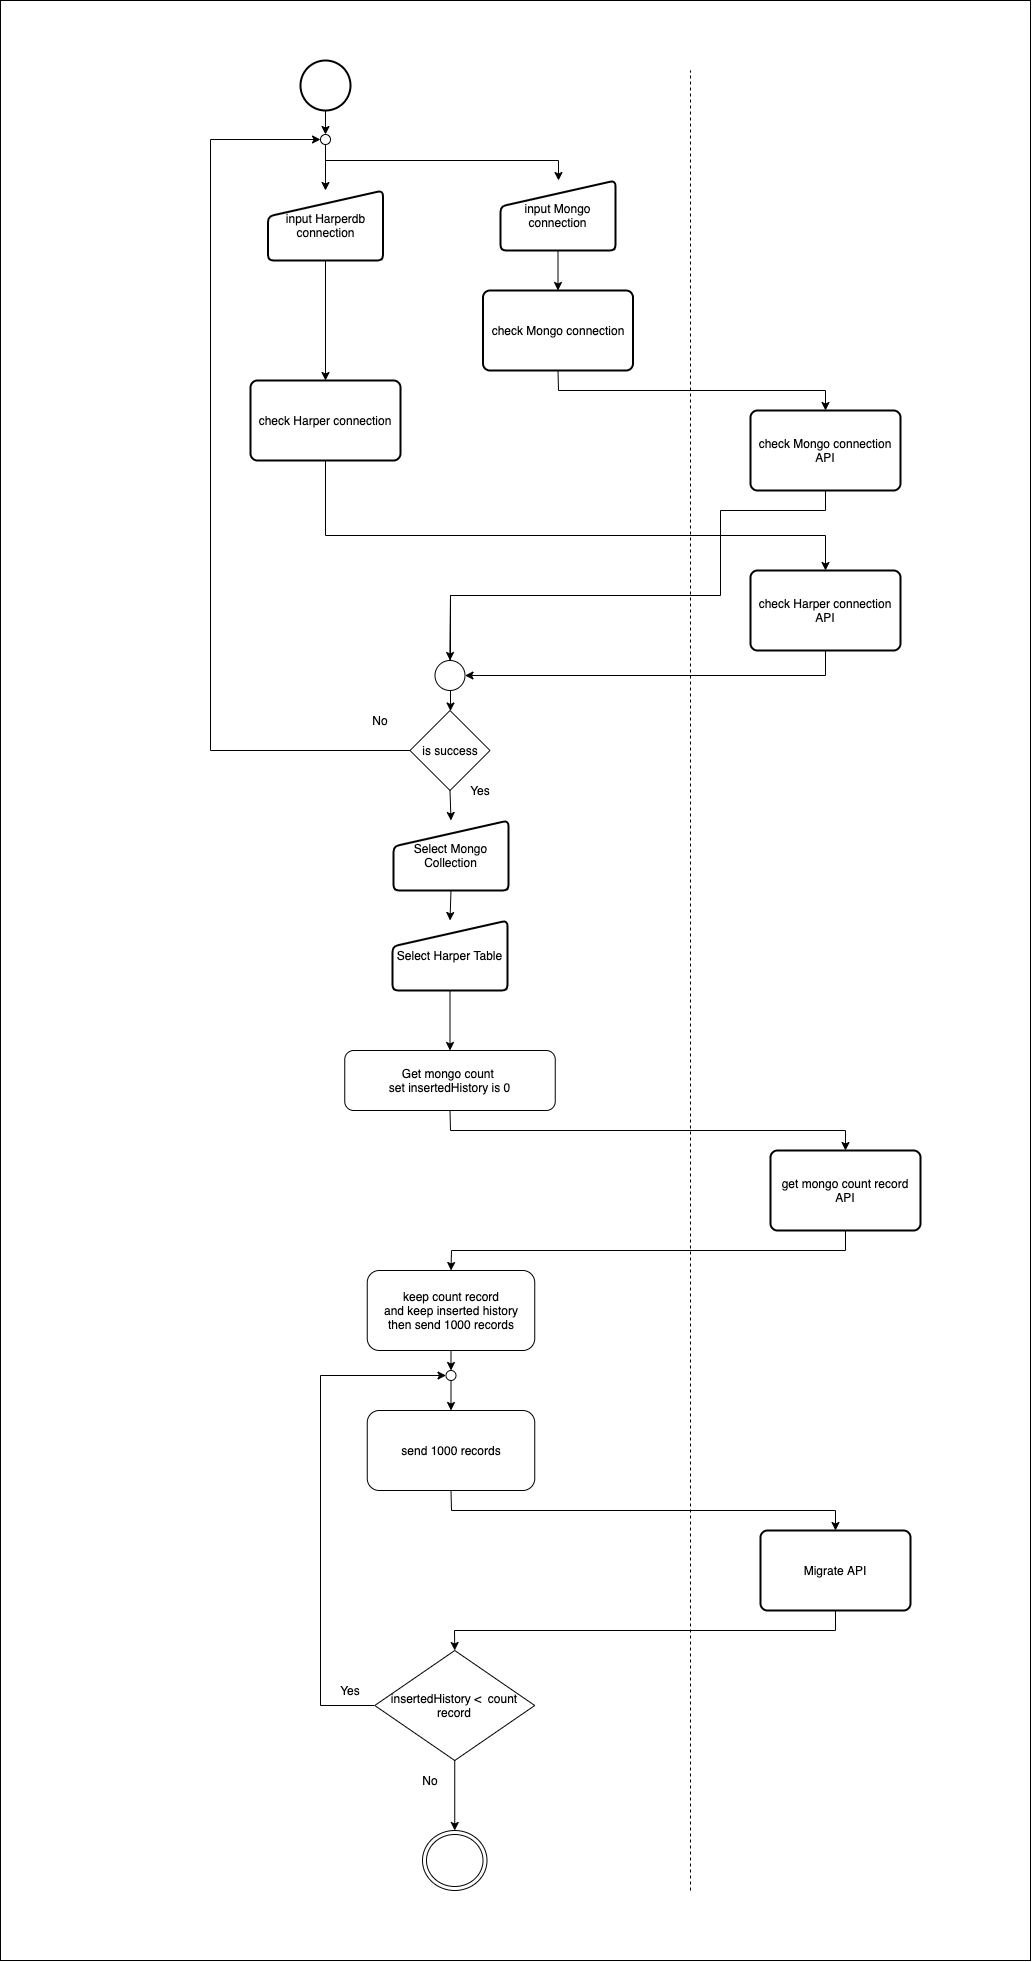 input Harperdb
connection
input Mongo
connection
check Mongo connection
check Harper connection
check Mongo connection
API
check Harper connection
API
No
is success
Yes
Select Mongo
Collection
Select Harper Table
Get mongo count
set insertedHistory is 0
get mongo count record
API
keep count record
and keep inserted history
then send 1000 records
send 1000 records
Migrate API
Yes
insertedHistory < count
record
No